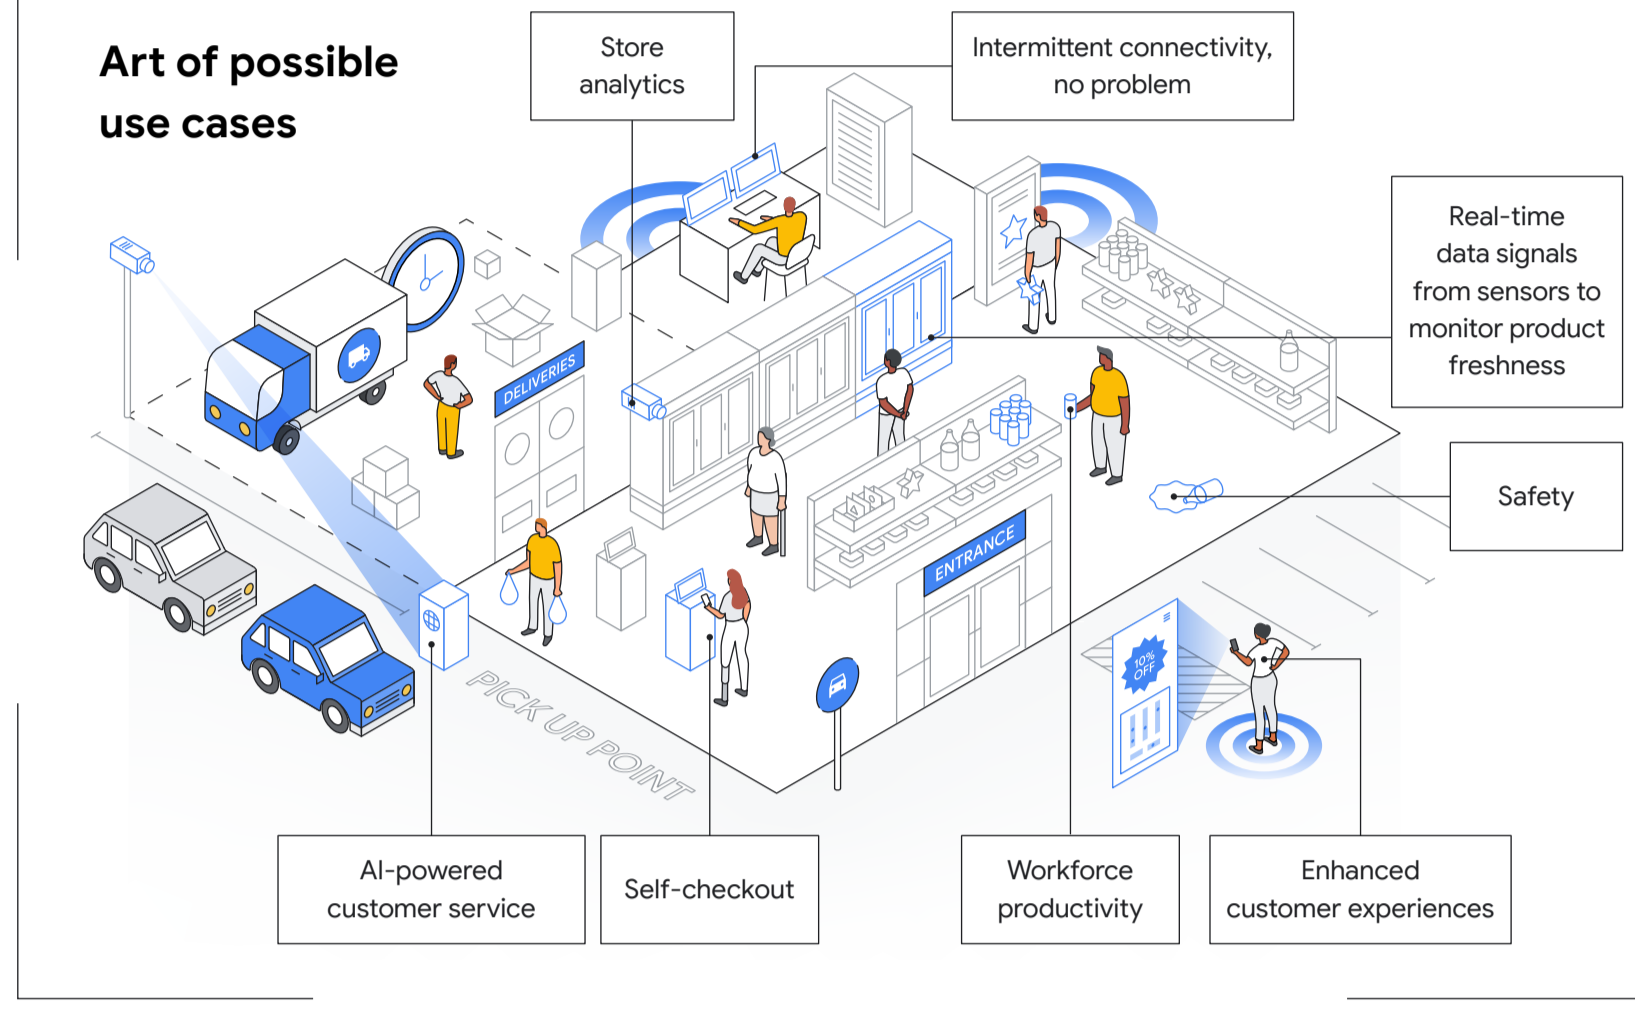 Art of possible
use cases
Store
analytics
Intermittent connectivity,
no problem
Real-time
data signals
from sensors to
monitor product
freshness
DELIVERIES
Safety
ENTRANCE
10%
OFF
PICK UP POINT
AI-powered
customer service
Self-checkout
Workforce
productivity
Enhanced
customer experiences